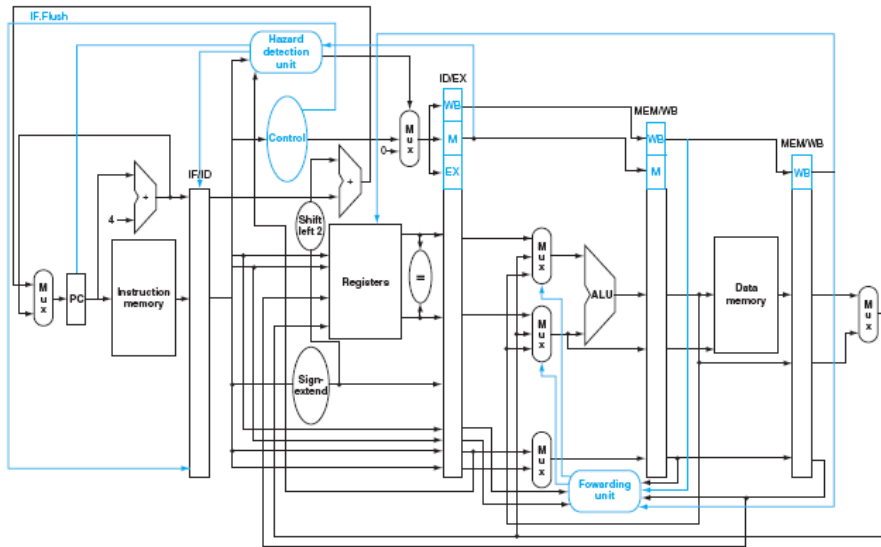 IF.Flush
Hazard
detection
unit
ID/EX
WB
MEM/WB
Control
M
u
x
M
WB
MEM/WB
0
EX
M
WB
IF/ID
+
+
4
Shift
left 2
M
u
x
PC
Instruction
memory
Registers
=
M
u
x
ALU
Data
memory
M
u
x
M
u
x
Sign-
extend
M
u
x
Fowarding
unit